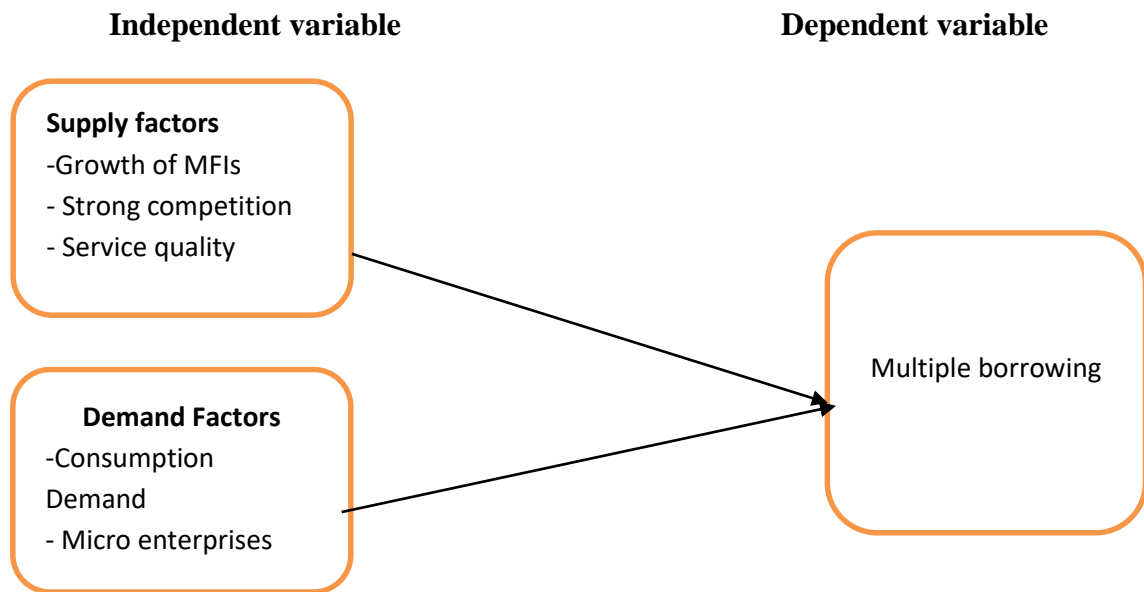 Independent variable
Dependent variable
Supply factors
-Growth of MFIs
- Strong competition
- Service quality
Multiple borrowing
Demand Factors
-Consumption
Demand
- Micro enterprises